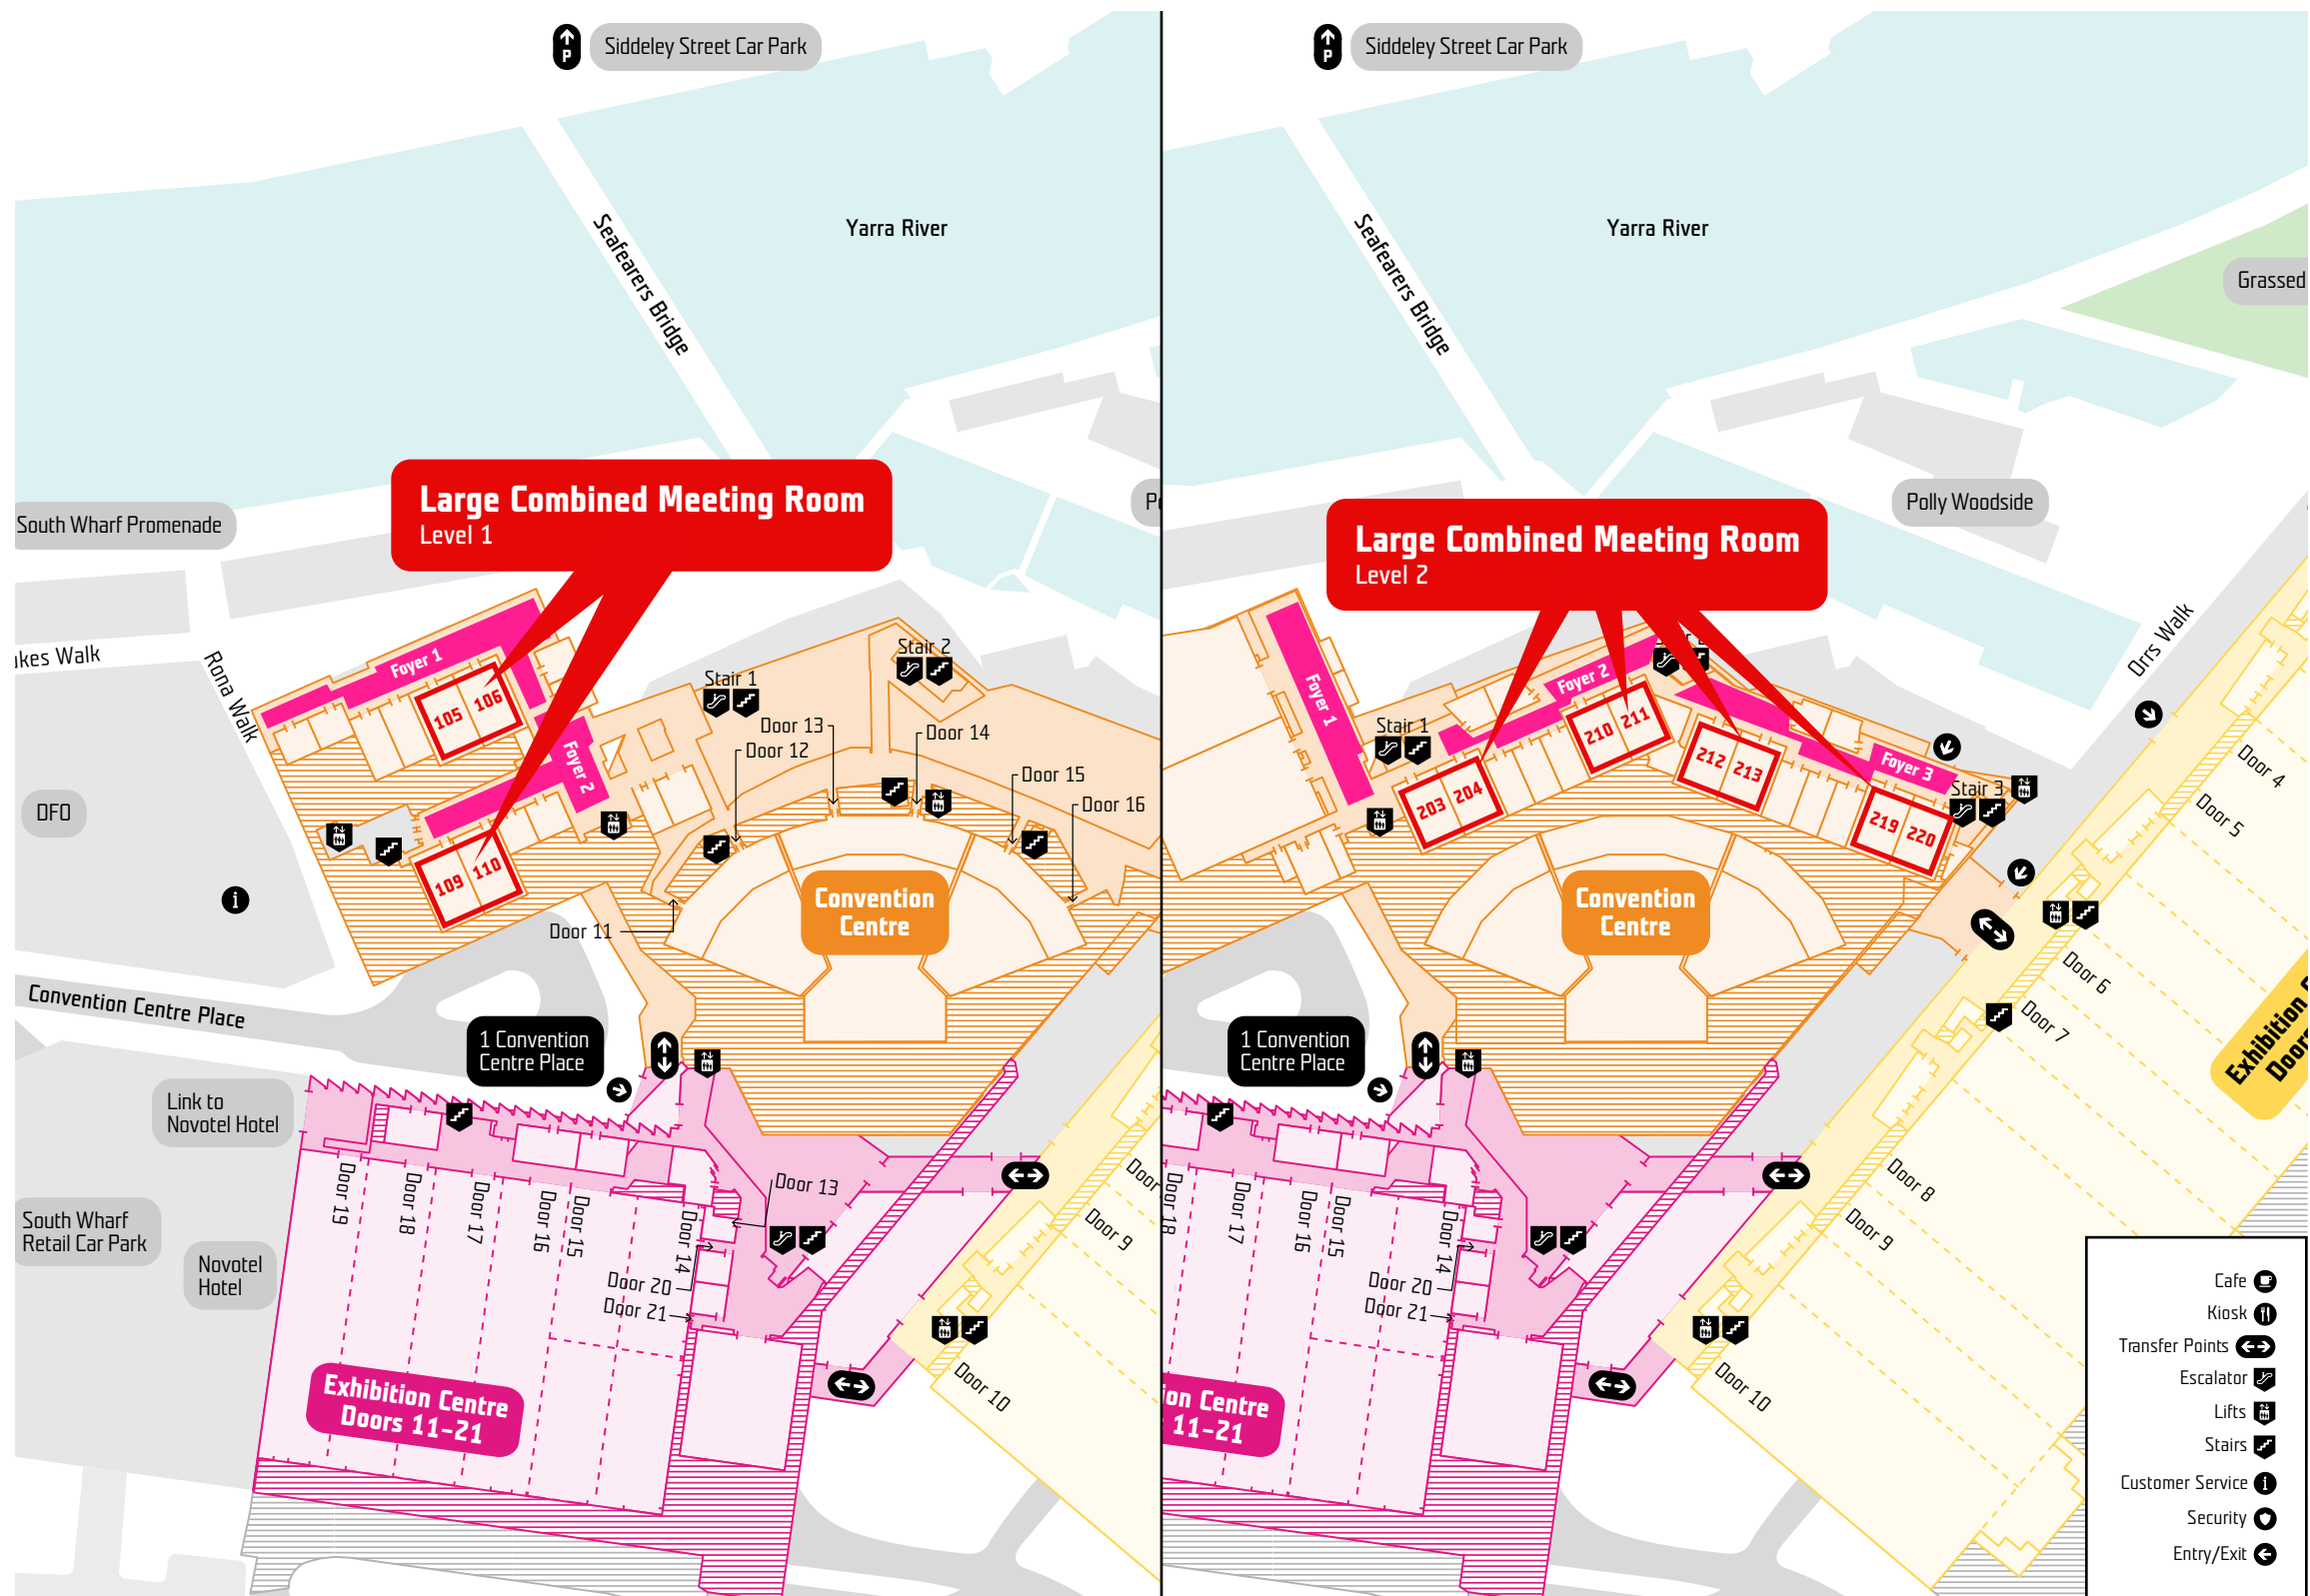 Siddeley Street Car Park
Seafearers Bridge
Yarra River
South Wharf Promenade
Large Combined Meeting Room
Level 1
akes Walk
Rona Walk
Foyer 1
105 106
Foyer 2
109 110
Stair 1
Stair 2
Door 13
Door 12
Door 14
Door 15
Door 16
Door 11
DFO
Convention
Centre
Convention Centre Place
1 Convention
Centre Place
Link to
Novotel Hotel
South Wharf
Retail Car Park
Novotel
Hotel
Door 19
Door 18
Door 17
Door 16
Door 15
Door 14
Door 13
Door 20
Door 21
Exhibition Centre
Doors 11-21
Door
Door 9
Door 10
Siddeley Street Car Park
Seafearers Bridge
Yarra River
Grassed
Polly Woodside
Large Combined Meeting Room
Level 2
Orrs Walk
Foyer 1
Stair 1
Foyer 2
203 204
210 211
212 213
Foyer 3
219 220
Stair 3
Door 4
Door 5
Door 6
Door 7
Door 8
Door 9
Door 10
Convention
Centre
1 Convention
Centre Place
Door 17
Door 16
Door 15
Door 14
Door 20
Door 21
ion Centre
11-21
Exhibition
Doors
Cafe
Kiosk
Transfer Points
Escalator
Lifts
Stairs
Customer Service
Security
Entry/Exit